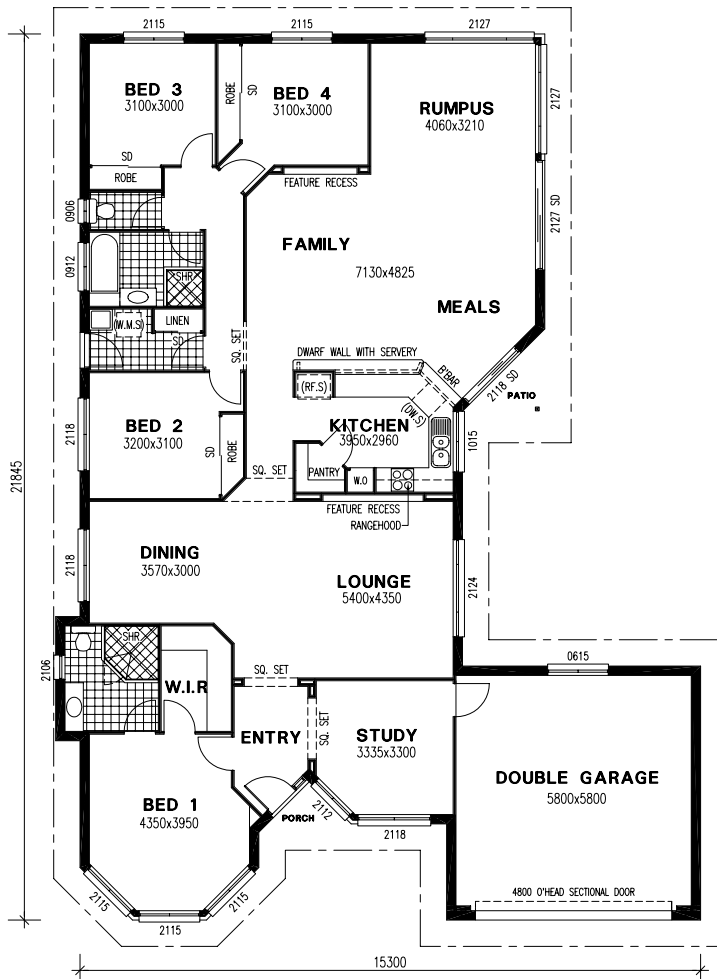 2115
2115
2127
BED 3
3100x3000
ROBE
SD
BED 4
3100x3000
RUMPUS
4060x3210
2127
SD
ROBE
FEATURE RECESS
0906
2127 SD
FAMILY
7130x4825
0912
SHR
MEALS
(W.M.S)
LINEN
SD
SQ. SET
DWARF WALL WITH SERVERY
B'BAR
2118 SD
PATIO
(RF.S)
(DW.S)
BED 2
3200x3100
2118
SD
ROBE
KITCHEN
3950x2960
1015
PANTRY
W.O
SQ. SET
FEATURE RECESS
RANGEHOOD
21845
DINING
3570x3000
2118
LOUNGE
5400x4350
2124
SHR
2106
W.I.R
SQ. SET
0615
ENTRY
SQ. SET
STUDY
3335x3300
DOUBLE GARAGE
5800x5800
BED 1
4350x3950
PORCH
2112
2118
4800 O'HEAD SECTIONAL DOOR
2115
2115
2115
15300